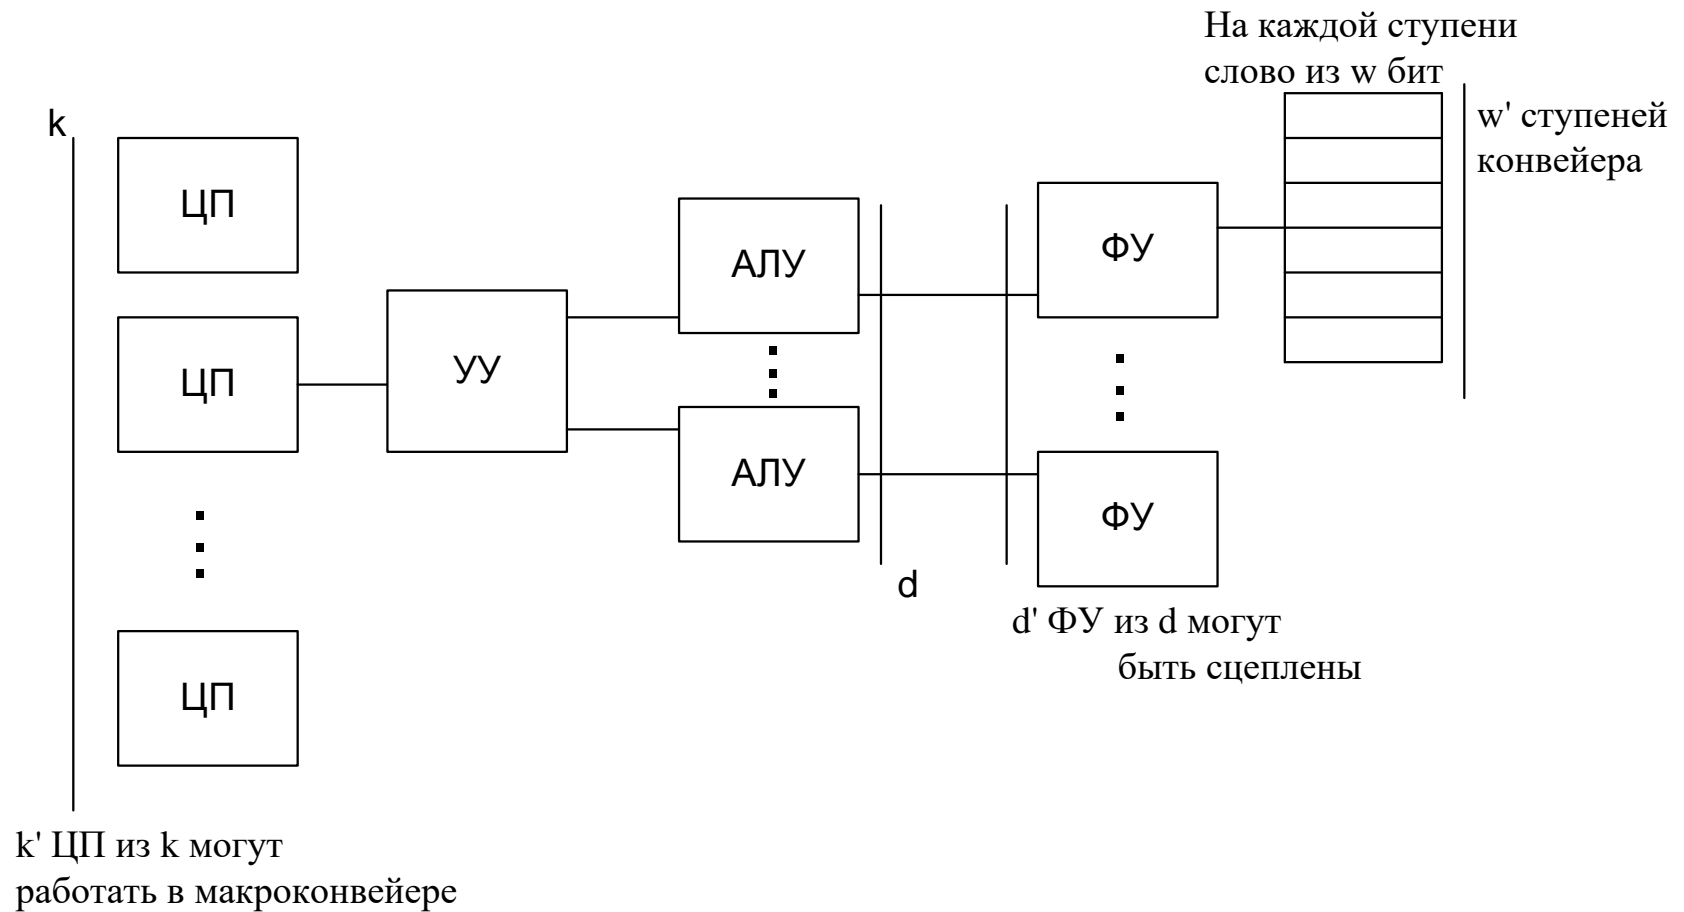 На каждой ступени
слово из w бит
w' ступеней
конвейера
k
ЦП
ЦП
ЦП
УУ
АЛУ
АЛУ
d
ФУ
ФУ
d' ФУ из d могут
быть сцеплены
k' ЦП из k могут
работать в макроконвейере